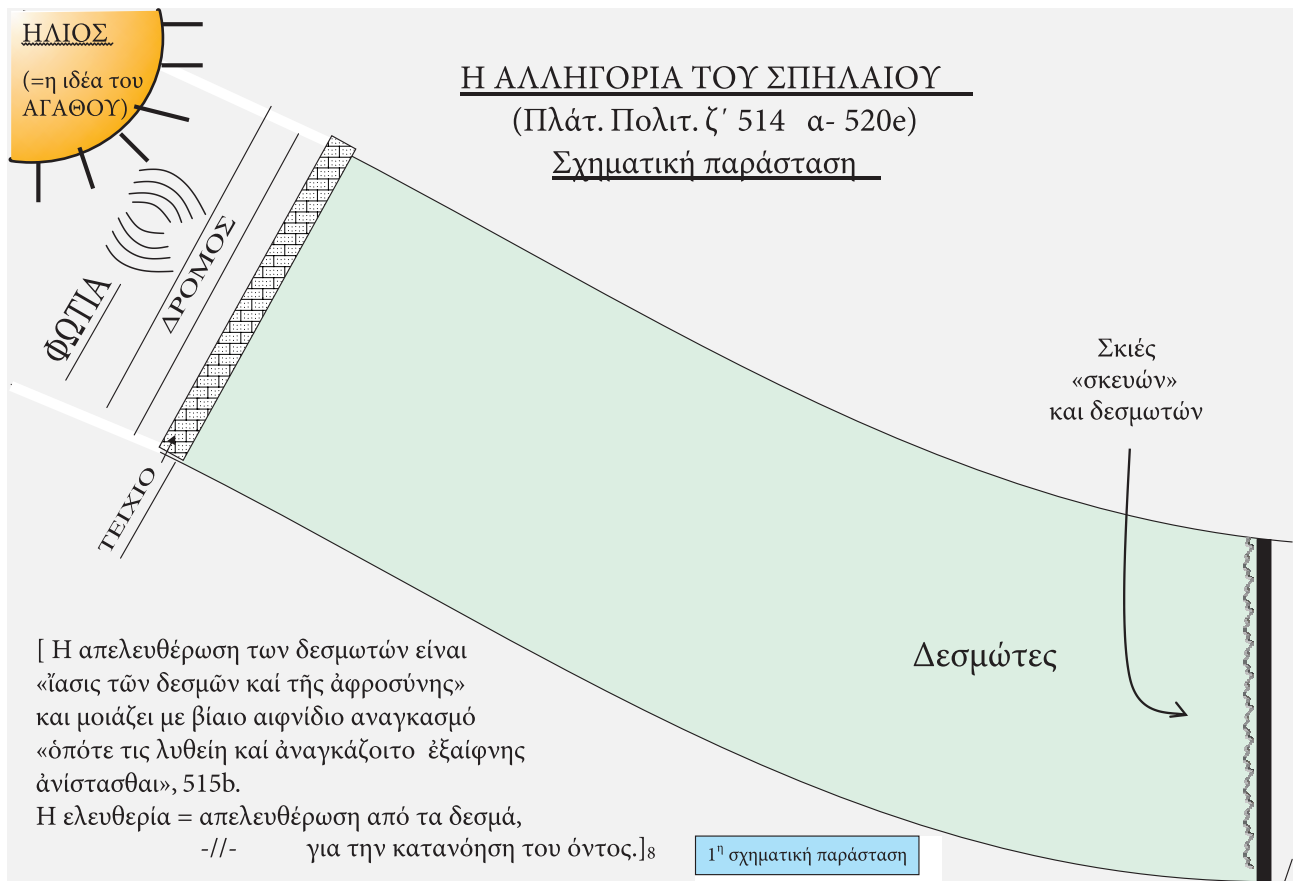 ΗΛΙΟΣ
(=η ιδέα του
ΑΓΑΘΟΥ)
Η ΑΛΛΗΓΟΡΙΑ ΤΟΥ ΣΠΗΛΑΙΟΥ
(Πλάτ. Πολιτ. ζ΄ 514 α- 520e)
Σχηματική παράσταση
ΦΩΤΙΑ
ΔΡΟΜΟΣ
ΤΕΙΧΙΟ
Σκιές
«σκευών»
και δεσμωτών
Δεσμώτες
[ Η απελευθέρωση των δεσμωτών είναι
«ἴασις τῶν δεσμῶν καί τῆς ἀφροσύνης»
και μοιάζει με βίαιο αιφνίδιο αναγκασμό
«ὁπότε τις λυθείη καί ἀναγκάζοιτο ἐξαίφνης
ἀνίστασθαι», 515b.
Η ελευθερία = απελευθέρωση από τα δεσμά,
-//- για την κατανόηση του όντος.]8
1η σχηματική παράσταση